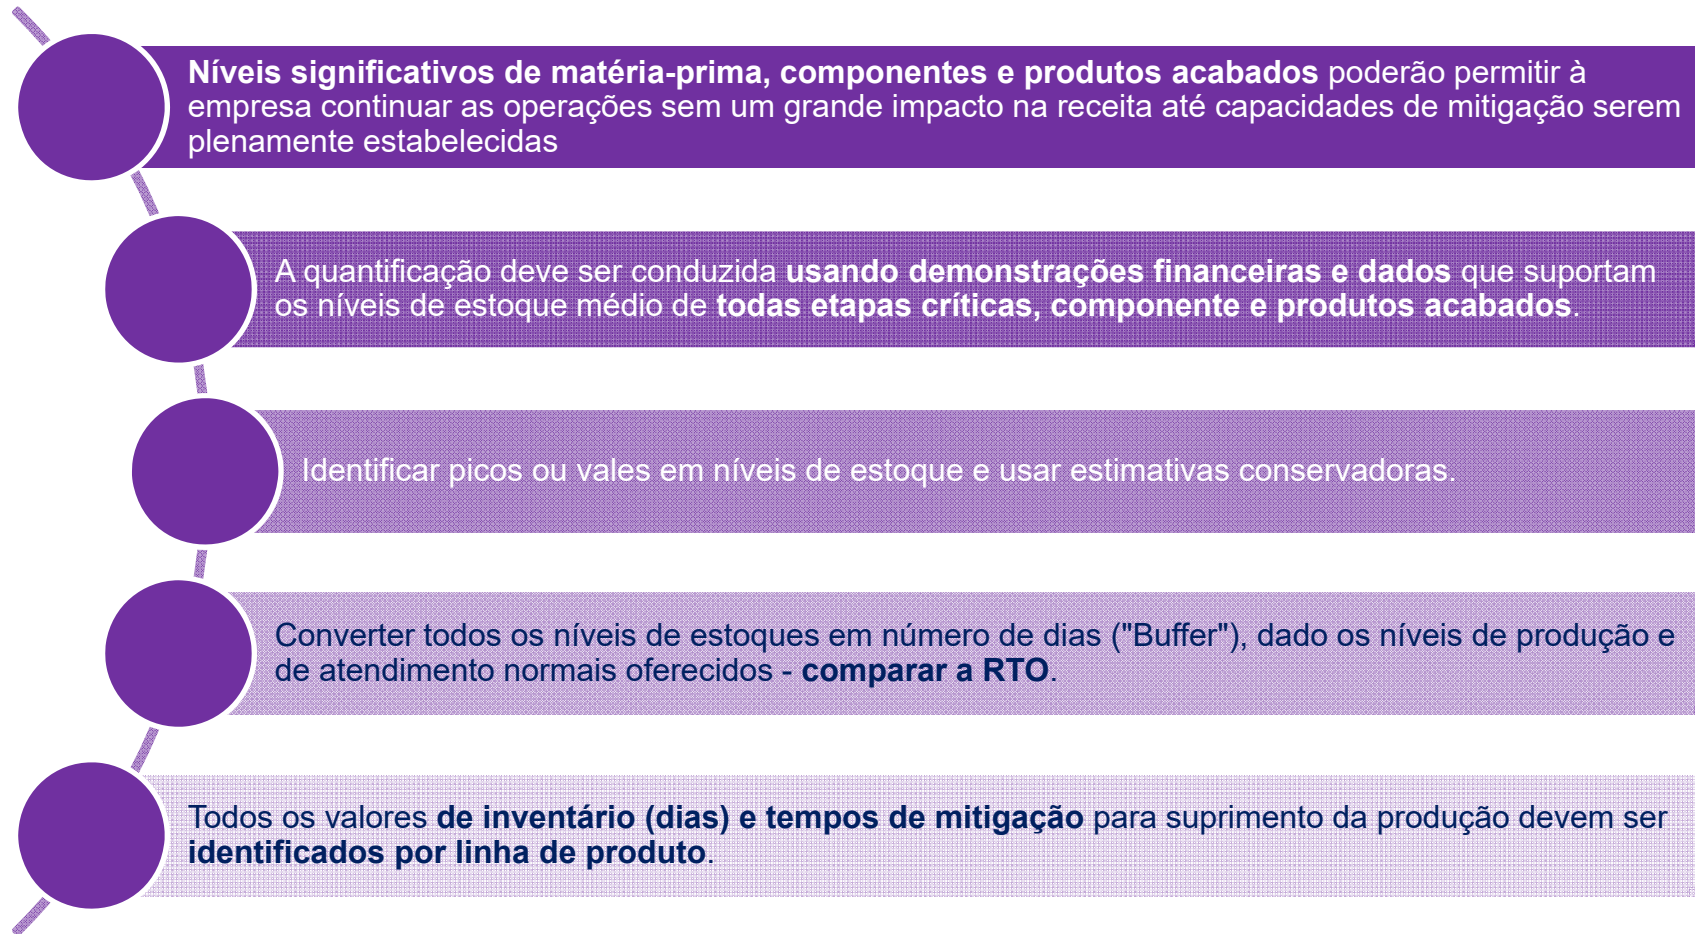 Níveis significativos de matéria-prima, componentes e produtos acabados poderão permitir à
empresa continuar as operações sem um grande impacto na receita até capacidades de mitigação serem
plenamente estabelecidas
A quantificação deve ser conduzida usando demonstrações financeiras e dados que suportam
os níveis de estoque médio de todas etapas críticas, componente e produtos acabados.
Identificar picos ou vales em níveis de estoque e usar estimativas conservadoras.
Converter todos os níveis de estoques em número de dias ("Buffer"), dado os níveis de produção e
de atendimento normais oferecidos - comparar a RTO.
Todos os valores de inventário (dias) e tempos de mitigação para suprimento da produção devem ser
identificados por linha de produto.